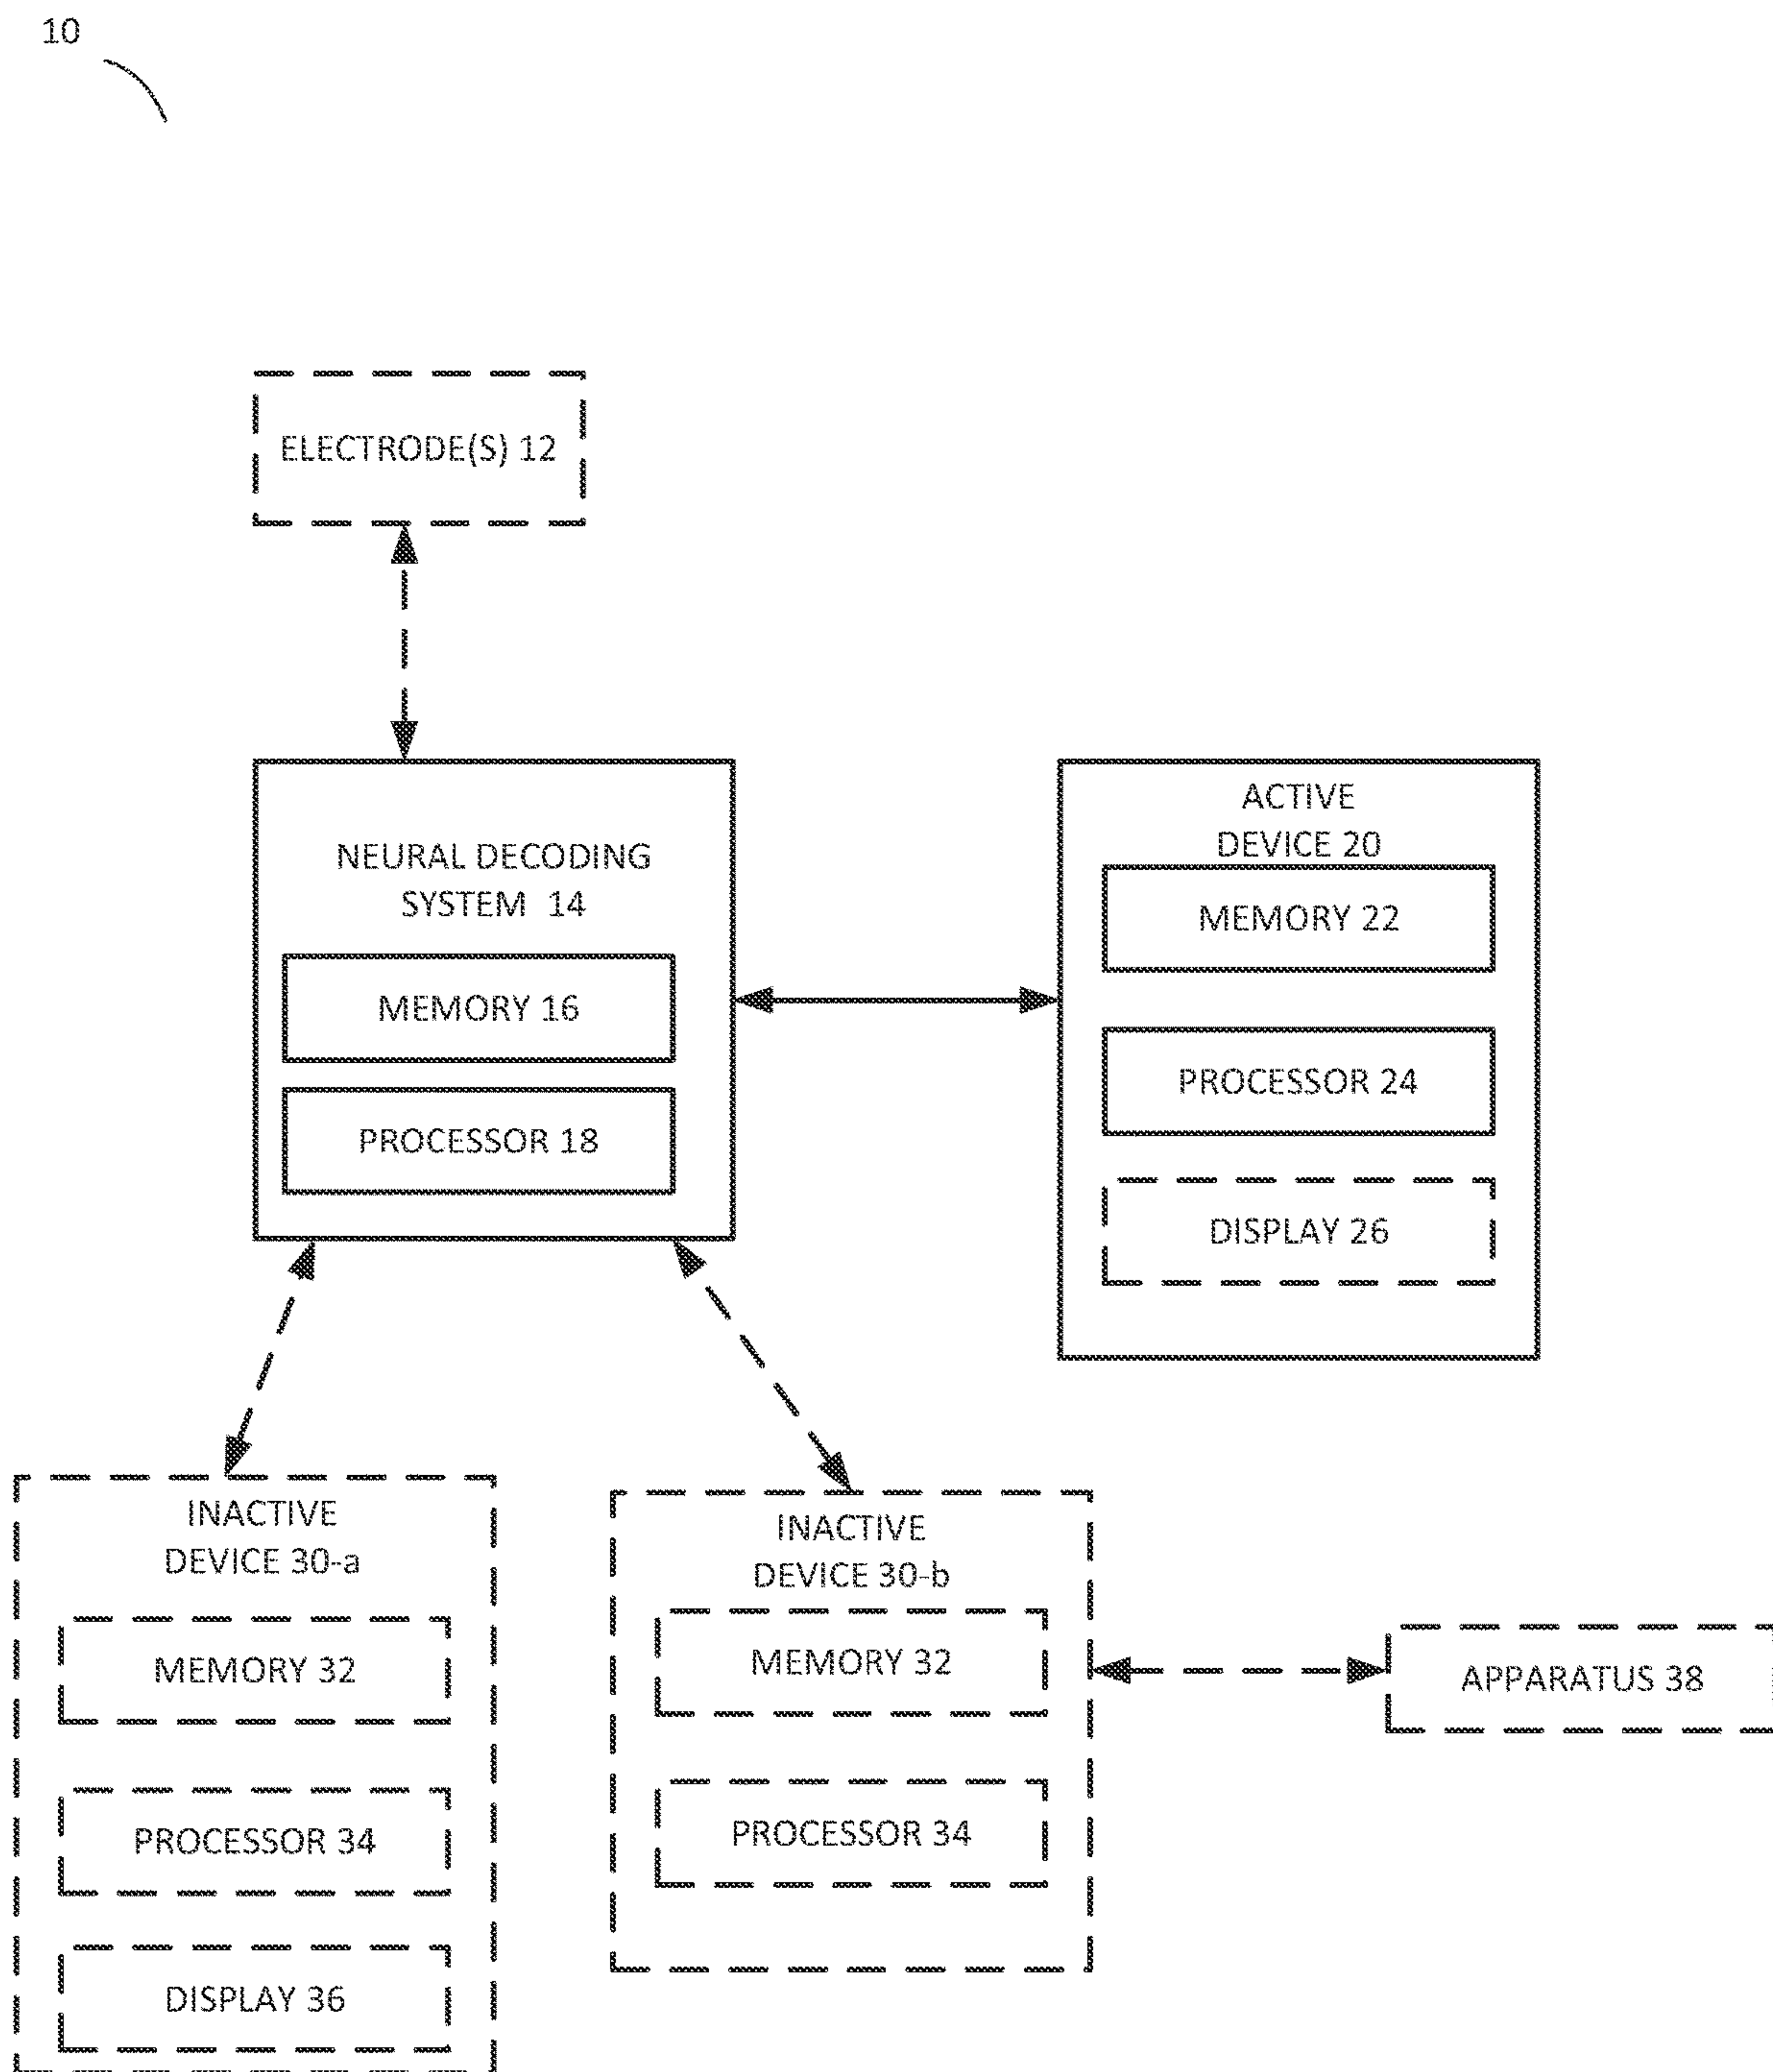 10
ELECTRODE(S) 12
NEURAL DECODING
SYSTEM 14
MEMORY 16
PROCESSOR 18
ACTIVE
DEVICE 20
MEMORY 22
PROCESSOR 24
DISPLAY 26
INACTIVE
DEVICE 30-a
MEMORY 32
PROCESSOR 34
DISPLAY 36
INACTIVE
DEVICE 30-b
MEMORY 32
PROCESSOR 34
APPARATUS 38